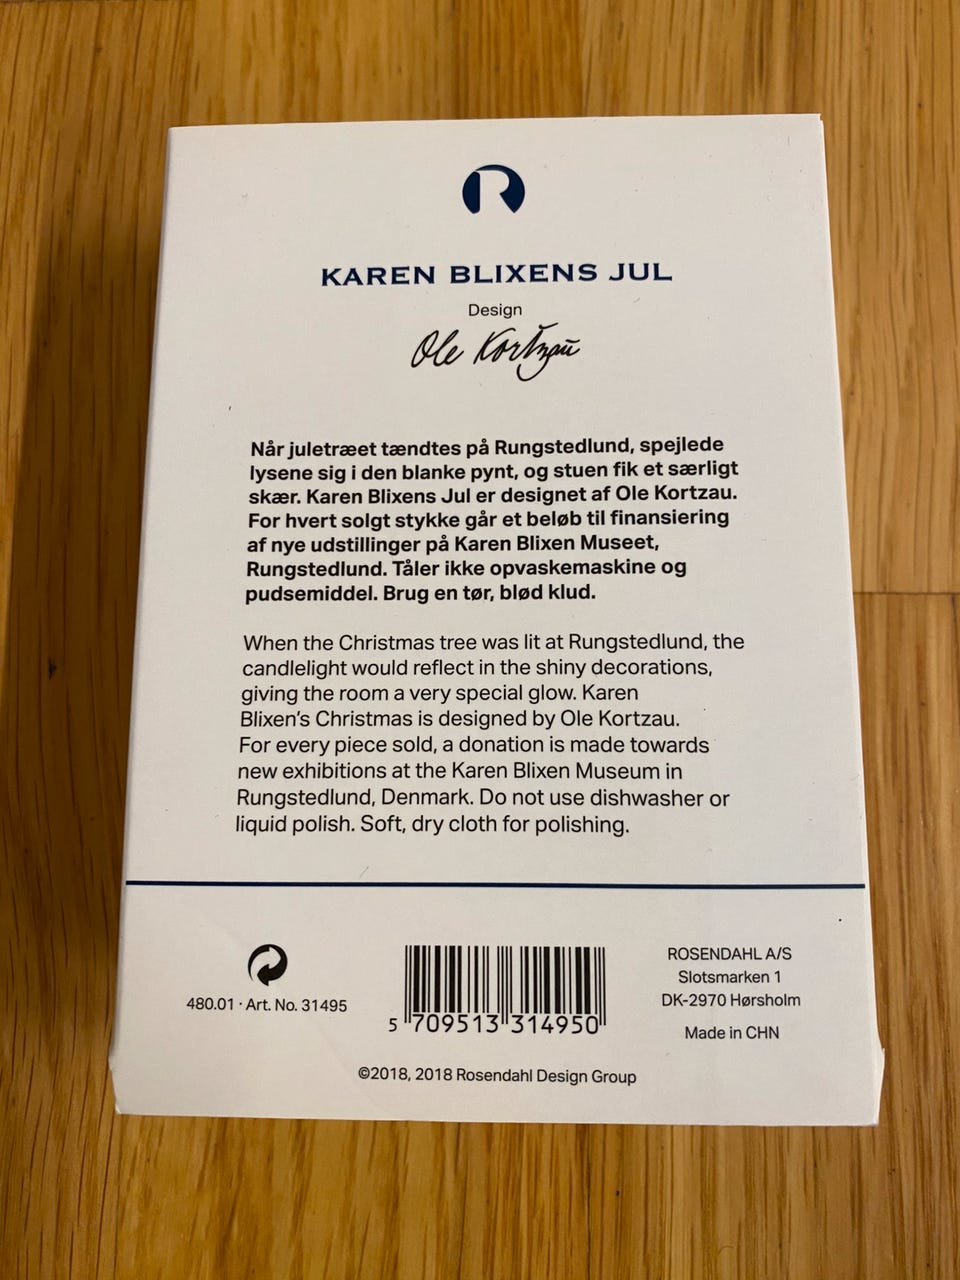 R
KAREN BLIXENS JUL
Design
Ole Kortzau
Når juletræet tændtes på Rungstedlund, spejlede
lysene sig i den blanke pynt, og stuen fik et særligt
skær. Karen Blixens Jul er designet af Ole Kortzau.
For hvert solgt stykke går et beløb til finansiering
af nye udstillinger på Karen Blixen Museet,
Rungstedlund. Tåler ikke opvaskemaskine og
pudsemiddel. Brug en tør, blød klud.
When the Christmas tree was lit at Rungstedlund, the
candlelight would reflect in the shiny decorations,
giving the room a very special glow. Karen
Blixen's Christmas is designed by Ole Kortzau.
For every piece sold, a donation is made towards
new exhibitions at the Karen Blixen Museum in
Rungstedlund, Denmark. Do not use dishwasher or
liquid polish. Soft, dry cloth for polishing.
480.01 · Art. No. 31495
5 709513 314950
ROSENDAHL A/S
Slotsmarken 1
DK-2970 Hørsholm
Made in CHN
©2018, 2018 Rosendahl Design Group